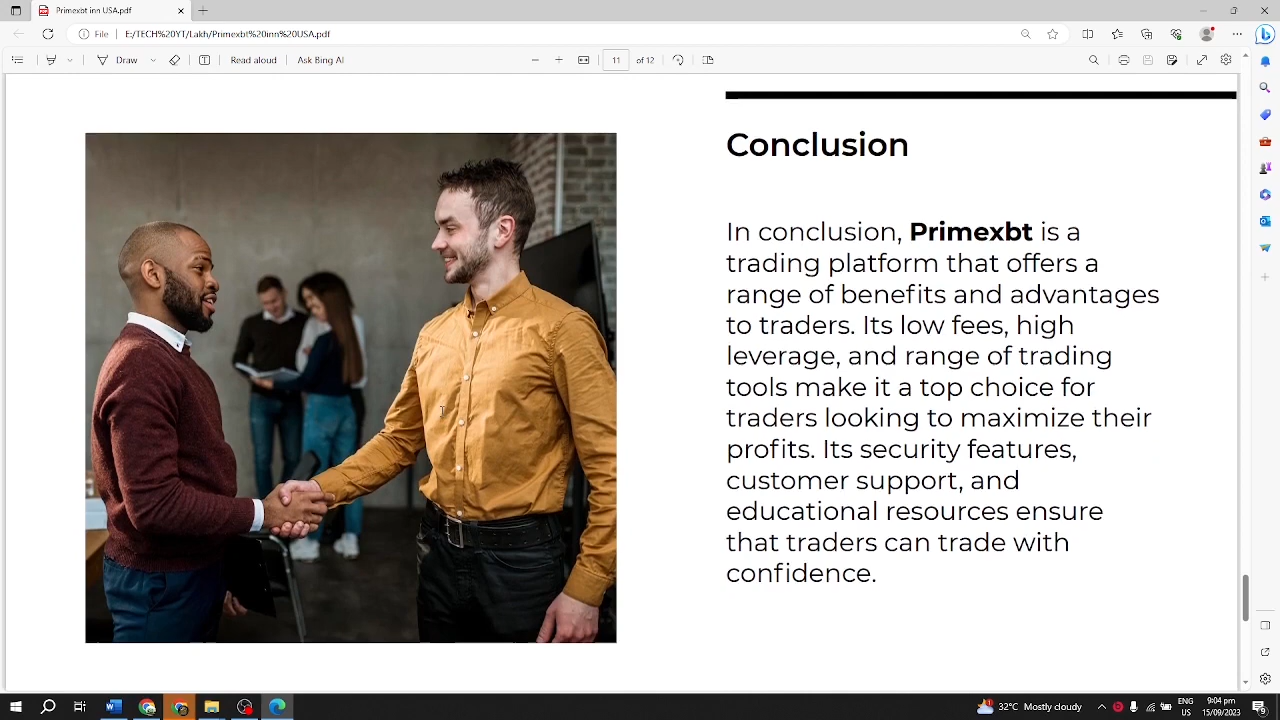 Primexbt inn USA.pdf
File
E:/TECH%20YT/Lakh/Primexbt%20inn%20USA.pdf
Draw
Read aloud
Ask Bing AI
11
of 12
Conclusion
In conclusion, Primexbt is a
trading platform that offers a
range of benefits and advantages
to traders. Its low fees, high
leverage, and range of trading
tools make it a top choice for
traders looking to maximize their
profits. Its security features,
customer support, and
educational resources ensure
that traders can trade with
confidence.
32°C Mostly cloudy
ENG
US
9:04 pm
15/09/2023